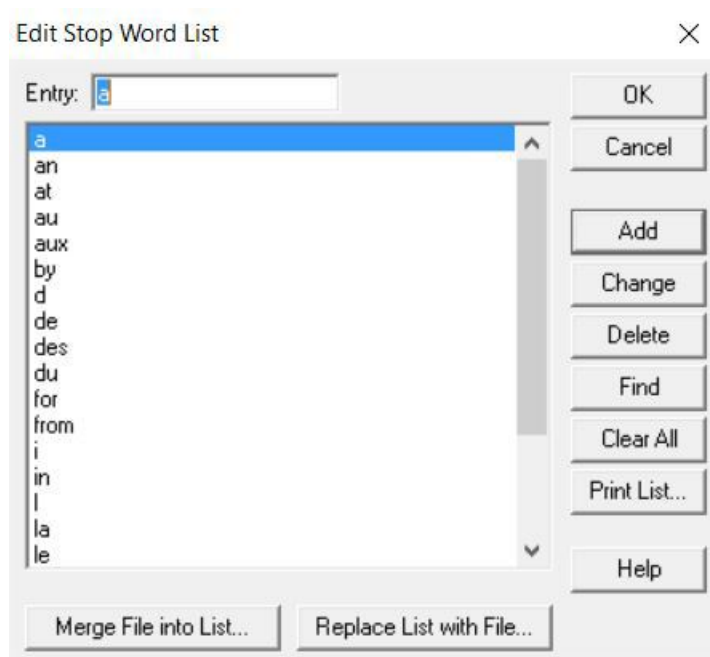 Edit Stop Word List
Entry: a
a
an
at
au
aux
by
d
de
des
du
for
from
i
in
l
la
le
OK
Cancel
Add
Change
Delete
Find
Clear All
Print List...
Help
Merge File into List...
Replace List with File...